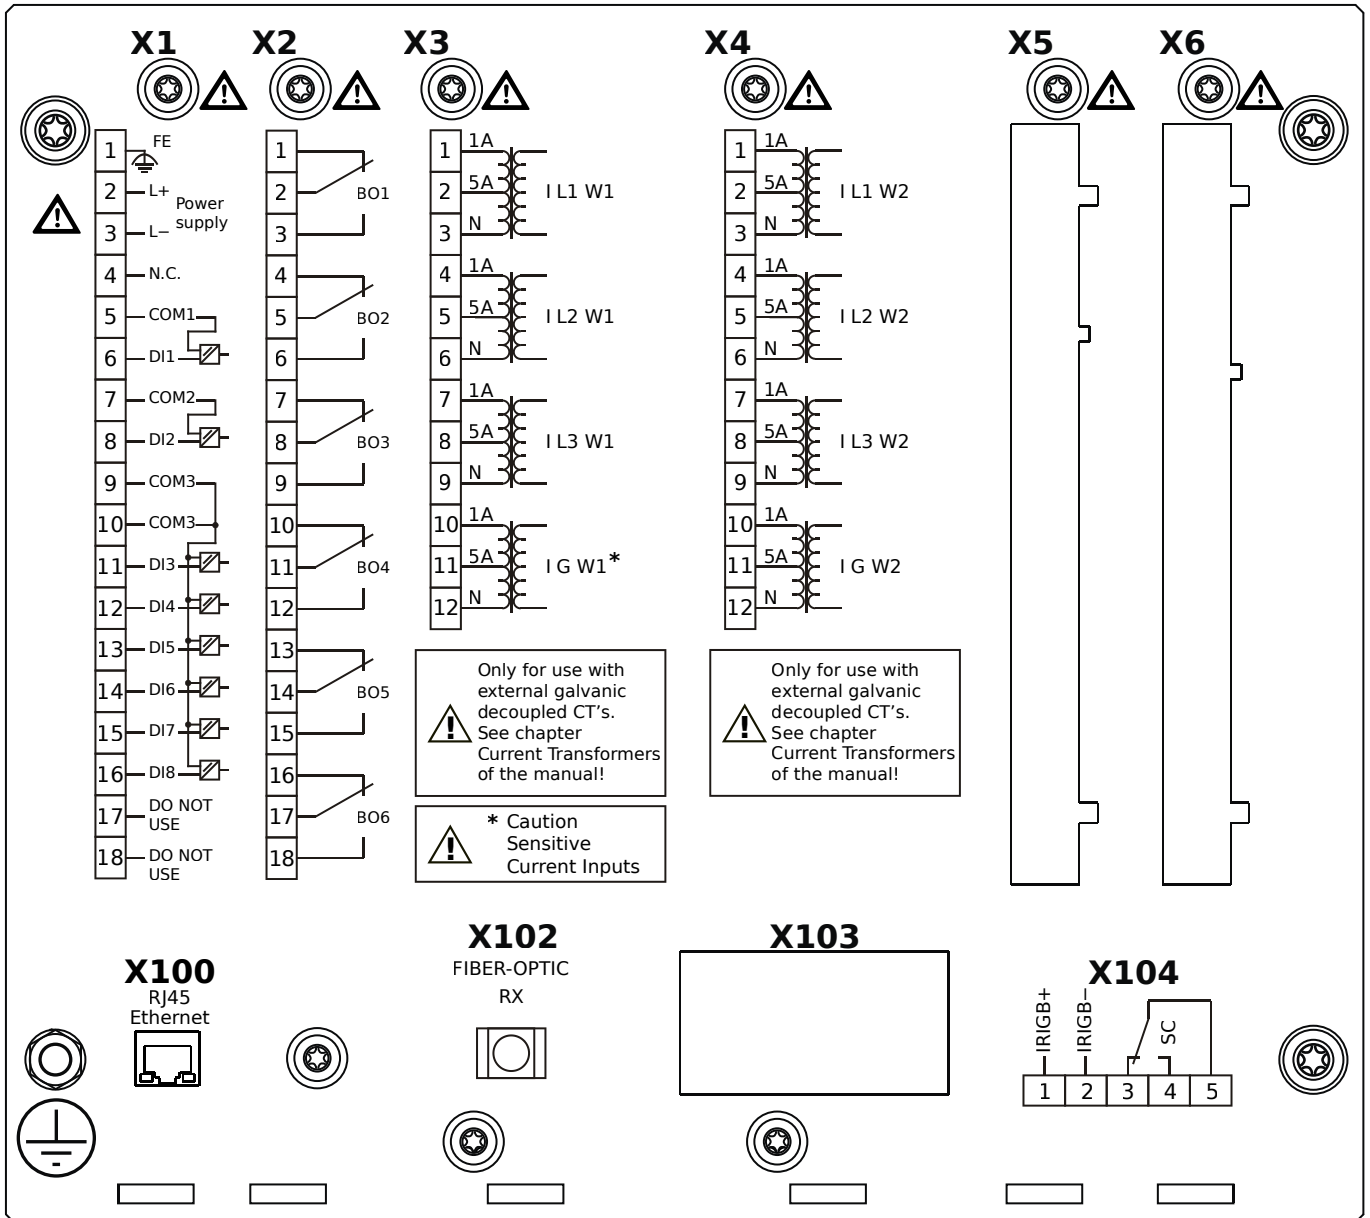 X1 X2 X3 X4 X5 X6
1 FE
2 L+
Power
supply
3 L−
4 N.C.
5 COM1
6 DI1
7 COM2
8 DI2
9 COM3
10 COM3
11 DI3
12 DI4
13 DI5
14 DI6
15 DI7
16 DI8
17 DO NOT
USE
18 DO NOT
USE
1
2 BO1
3
4
5 BO2
6
7
8 BO3
9
10
11 BO4
12
13
14 BO5
15
16
17 BO6
18
1 1A
2 5A I L1 W1
3 N
4 1A
5 5A I L2 W1
6 N
7 1A
8 5A I L3 W1
9 N
10 1A
11 5A I G W1*
12 N
Only for use with
external galvanic
decoupled CT's.
See chapter
Current Transformers
of the manual!
* Caution
Sensitive
Current Inputs
1 1A
2 5A I L1 W2
3 N
4 1A
5 5A I L2 W2
6 N
7 1A
8 5A I L3 W2
9 N
10 1A
11 5A I G W2
12 N
Only for use with
external galvanic
decoupled CT's.
See chapter
Current Transformers
of the manual!
X100
RJ45
Ethernet
X102
FIBER-OPTIC
RX
X103
X104
IRIGB+
IRIGB−
SC
1 2 3 4 5